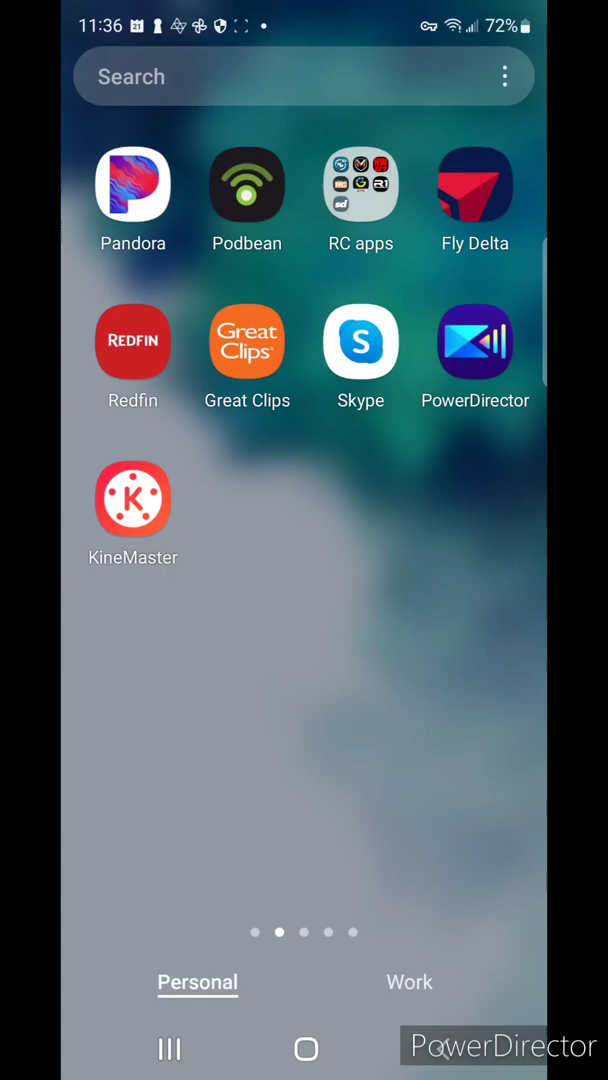 11:36
72%
Search
Pandora
Podbean
RC apps
Fly Delta
REDFIN
Great Clips
Redfin
Great Clips
Skype
PowerDirector
KineMaster
Personal
Work
PowerDirector